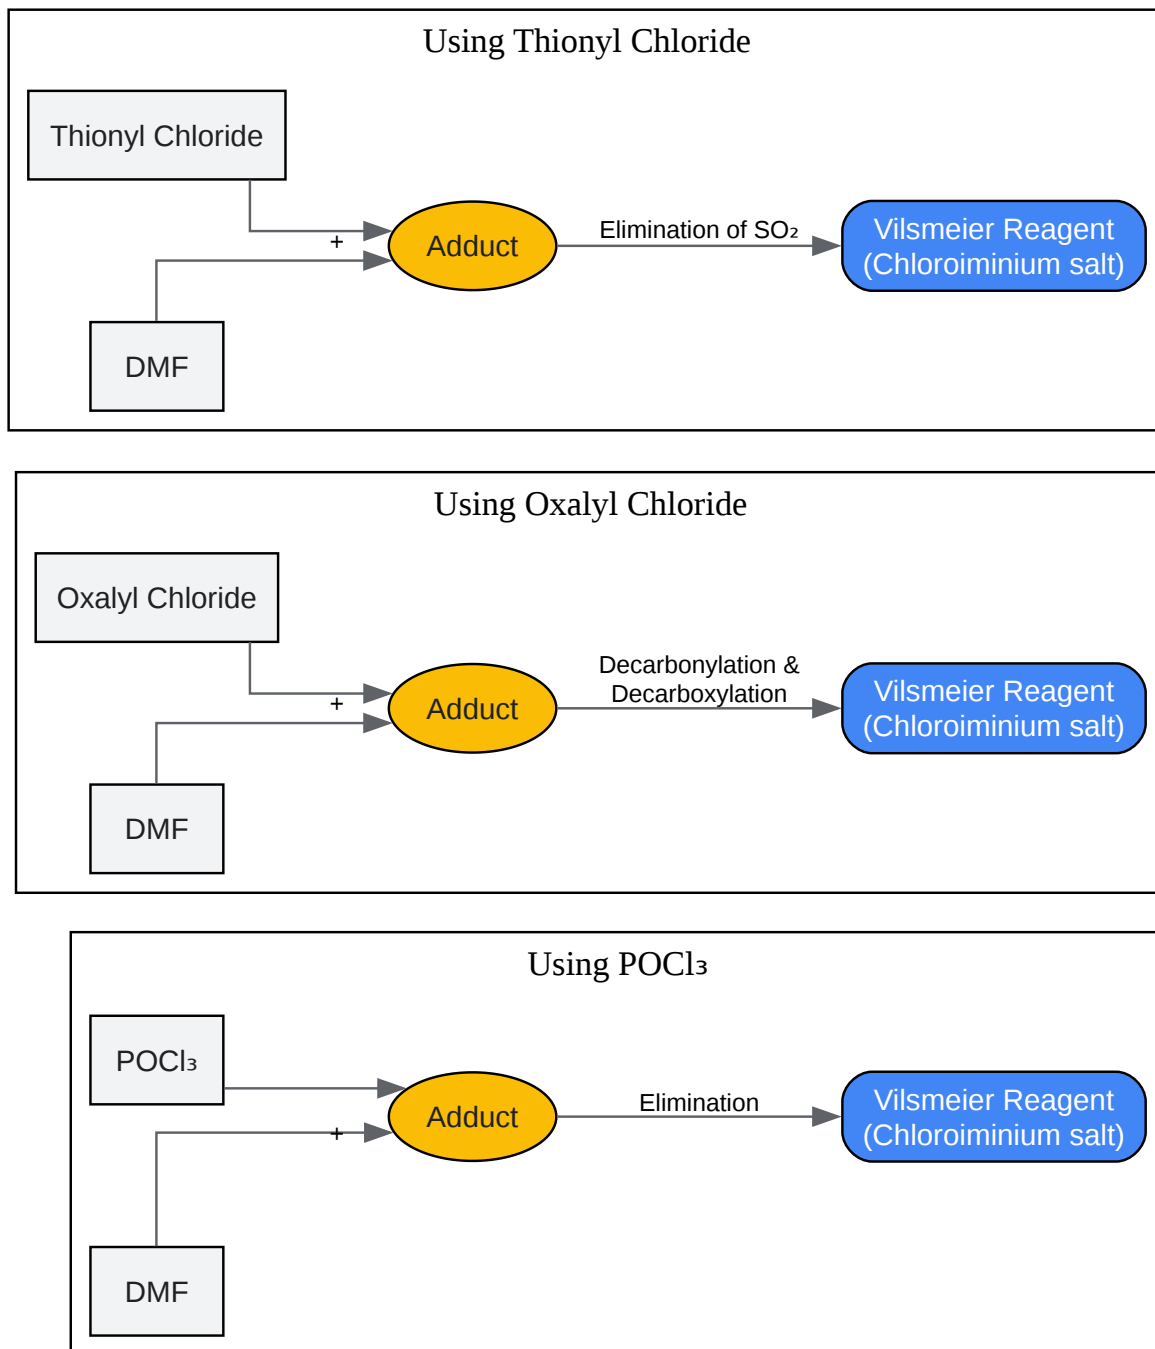 Using Thionyl Chloride
Thionyl Chloride
+
DMF
Adduct
Elimination of SO₂
Vilsmeier Reagent
(Chloroiminium salt)
Using Oxalyl Chloride
Oxalyl Chloride
+
DMF
Adduct
Decarbonylation &
Decarboxylation
Vilsmeier Reagent
(Chloroiminium salt)
Using POCl₃
POCl₃
+
DMF
Adduct
Elimination
Vilsmeier Reagent
(Chloroiminium salt)